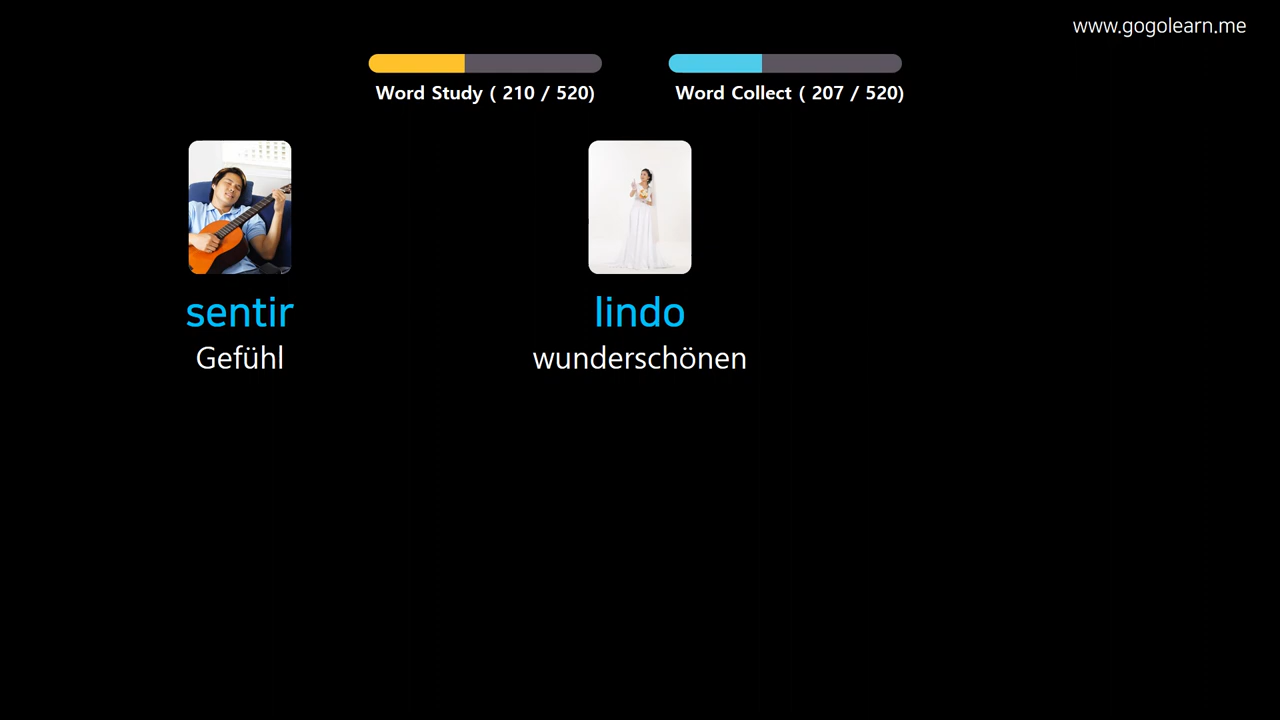 www.gogolearn.me
Word Study ( 210 / 520)
Word Collect ( 207 / 520)
sentir
Gefühl
lindo
wunderschönen